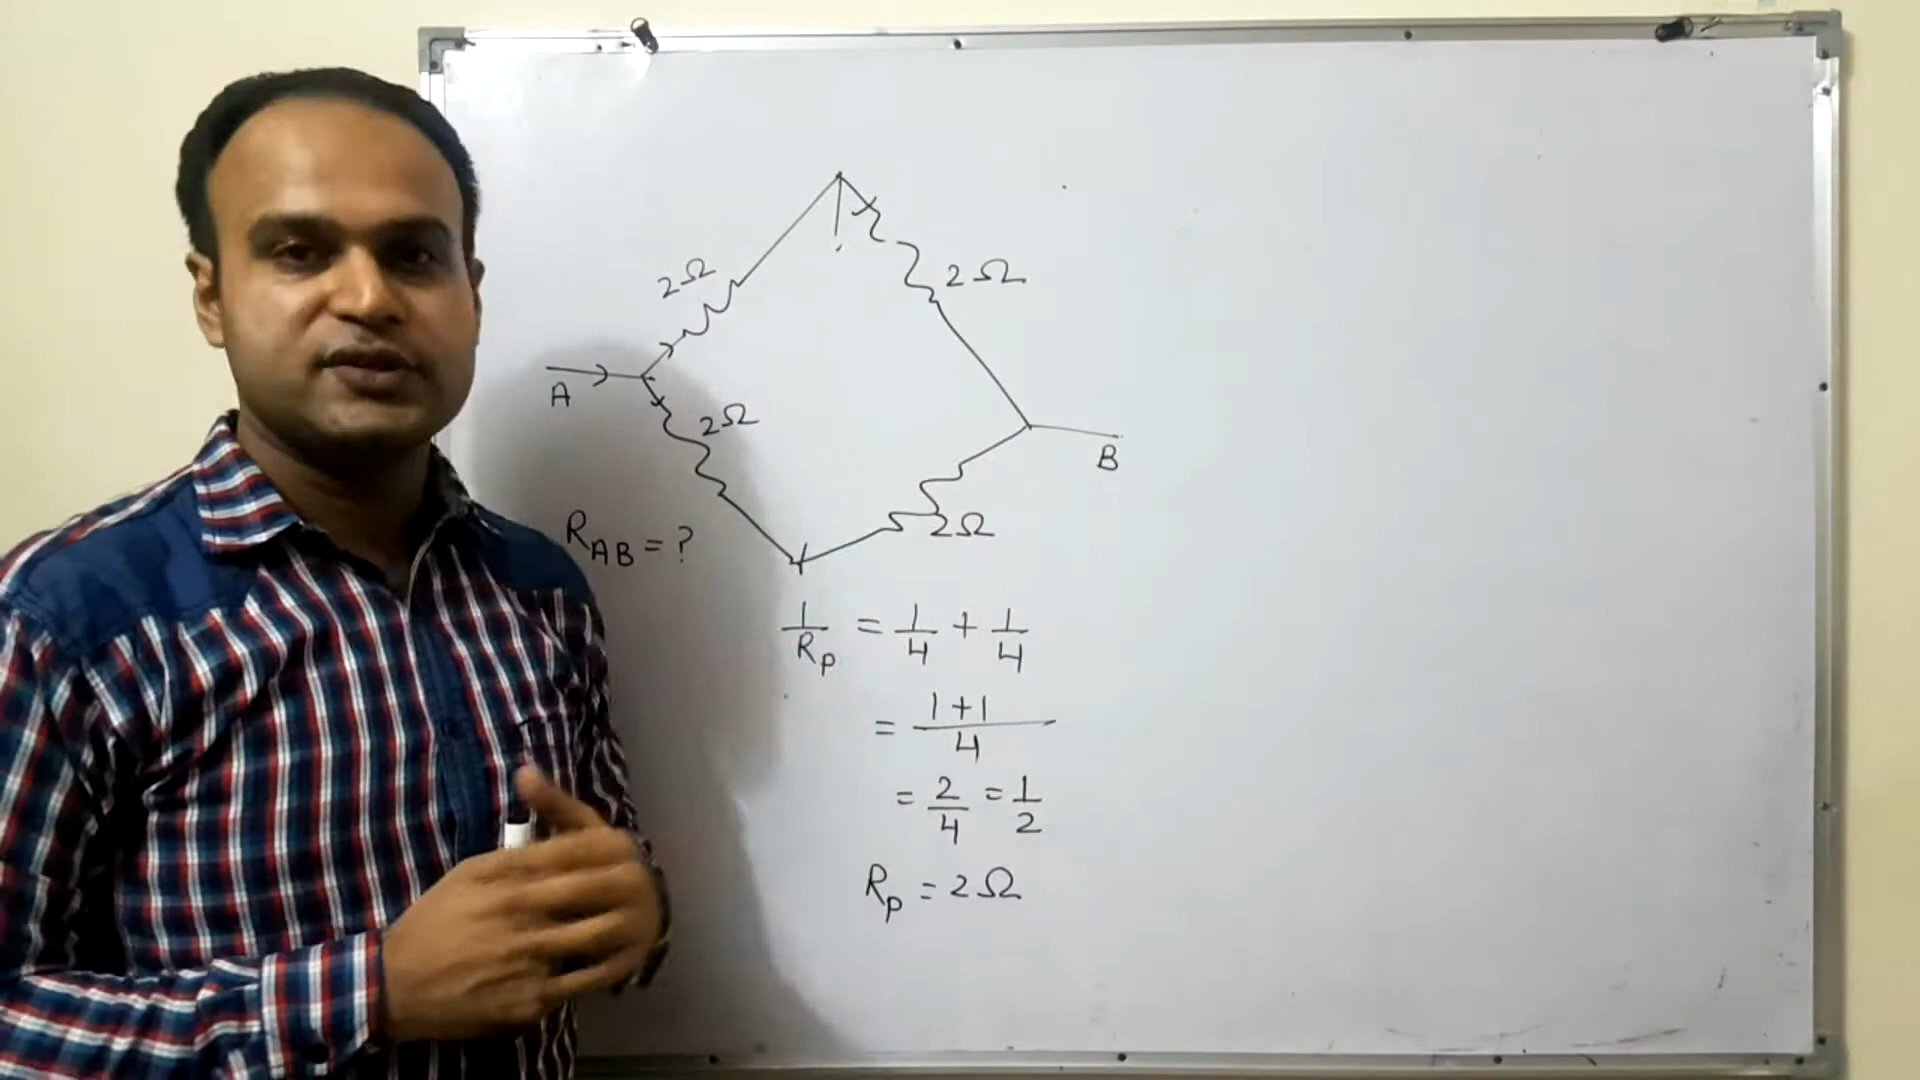 2Ω
2Ω
A
2Ω
B
2Ω
R_AB = ?
1/R_p = 1/4 + 1/4
= (1+1)/4
= 2/4 = 1/2
R_p = 2Ω